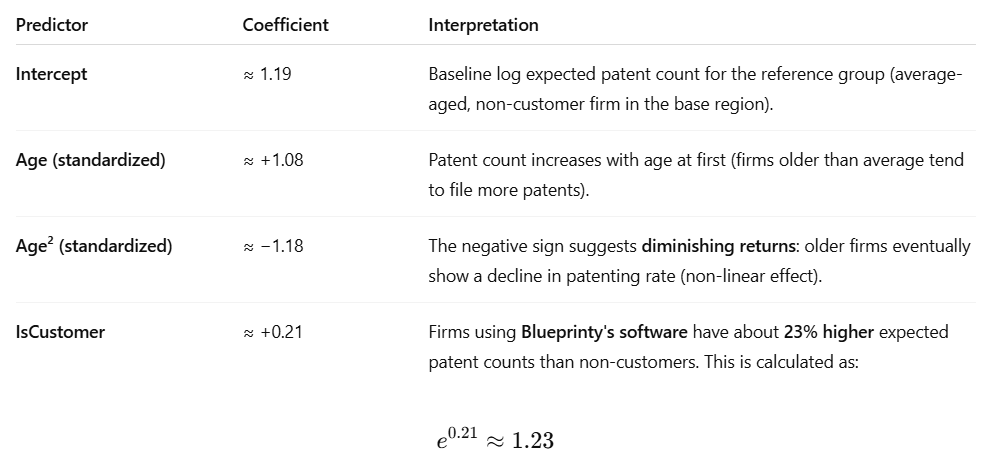 Predictor Coefficient Interpretation
Intercept ≈ 1.19 Baseline log expected patent count for the reference group (average-
aged, non-customer firm in the base region).
Age (standardized) ≈ +1.08 Patent count increases with age at first (firms older than average tend
to file more patents).
Age² (standardized) ≈ −1.18 The negative sign suggests diminishing returns: older firms eventually
show a decline in patenting rate (non-linear effect).
IsCustomer ≈ +0.21 Firms using Blueprinty's software have about 23% higher expected
patent counts than non-customers. This is calculated as:
e^0.21 ≈ 1.23